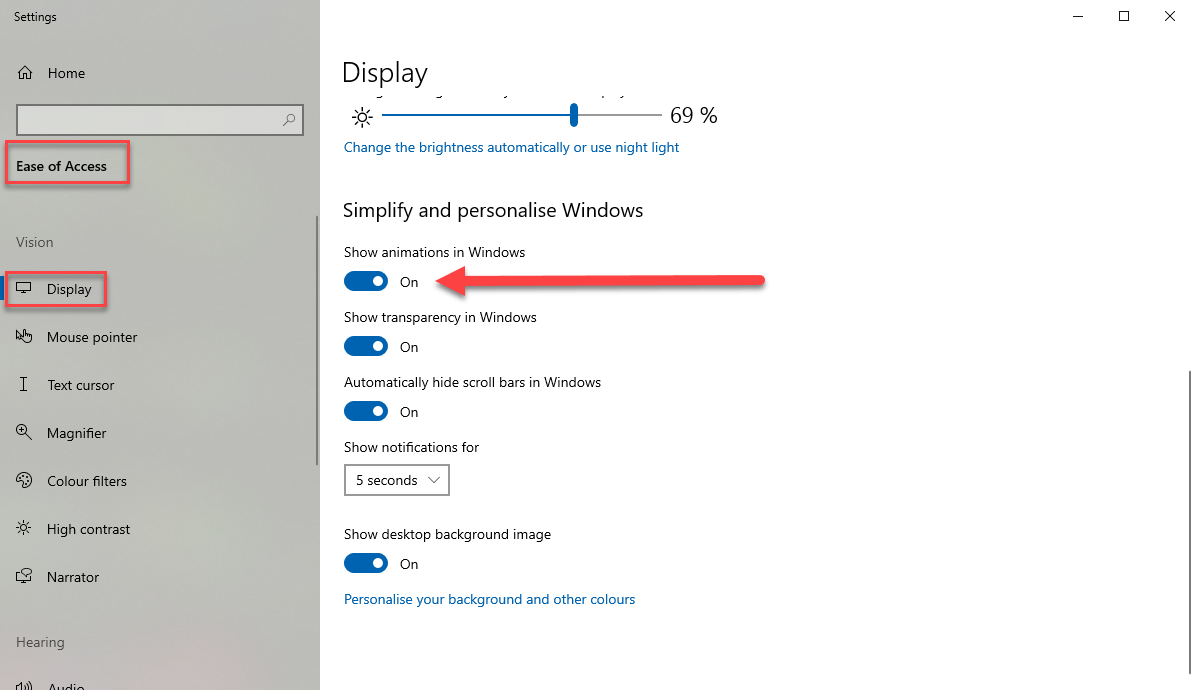 Settings
Home
Ease of Access
Vision
Display
Mouse pointer
Text cursor
Magnifier
Colour filters
High contrast
Narrator
Hearing
Audio
Display
69 %
Change the brightness automatically or use night light
Simplify and personalise Windows
Show animations in Windows
On
Show transparency in Windows
On
Automatically hide scroll bars in Windows
On
Show notifications for
5 seconds
Show desktop background image
On
Personalise your background and other colours